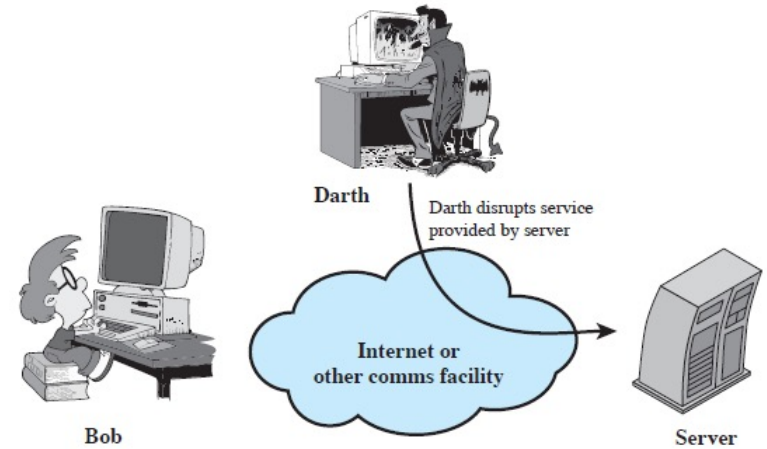 Darth
Darth disrupts service
provided by server
Internet or
other comms facility
Bob
Server